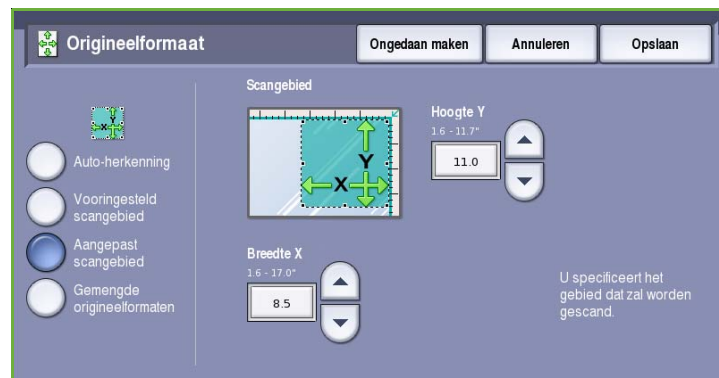 Origineelformaat
Ongedaan maken
Annuleren
Opslaan
Auto-herkenning
Vooringesteld
scangebied
Aangepast
scangebied
Gemengde
origineelformaten
Scangebied
Y
X
Hoogte Y
1.6 - 11.7"
11.0
Breedte X
1.6 - 17.0"
8.5
U specificeert het
gebied dat zal worden
gescand.